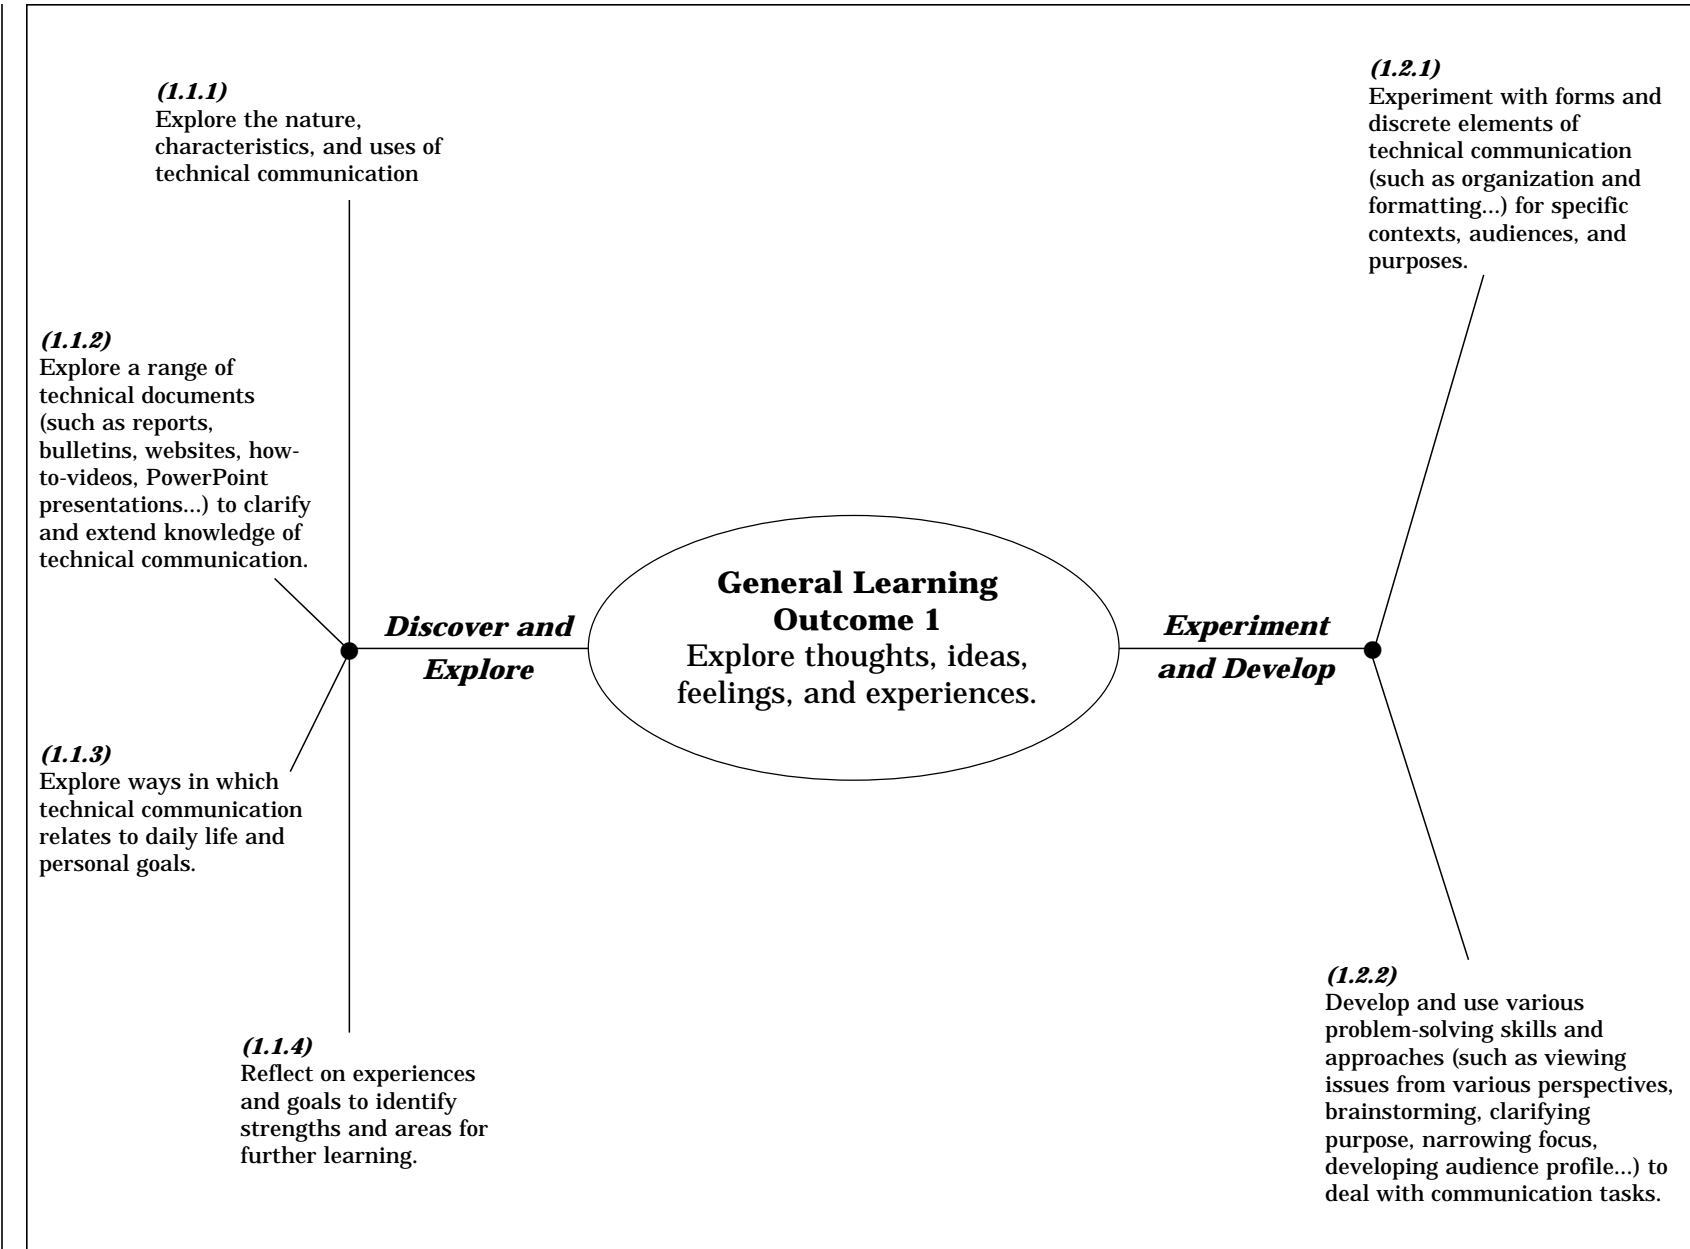 (1.1.1)
Explore the nature,
characteristics, and uses of
technical communication
(1.1.2)
Explore a range of
technical documents
(such as reports,
bulletins, websites, how-
to-videos, PowerPoint
presentations...) to clarify
and extend knowledge of
technical communication.
Discover and
Explore
(1.1.3)
Explore ways in which
technical communication
relates to daily life and
personal goals.
(1.1.4)
Reflect on experiences
and goals to identify
strengths and areas for
further learning.
General Learning
Outcome 1
Explore thoughts, ideas,
feelings, and experiences.
Experiment
and Develop
(1.2.1)
Experiment with forms and
discrete elements of
technical communication
(such as organization and
formatting...) for specific
contexts, audiences, and
purposes.
(1.2.2)
Develop and use various
problem-solving skills and
approaches (such as viewing
issues from various perspectives,
brainstorming, clarifying
purpose, narrowing focus,
developing audience profile...) to
deal with communication tasks.